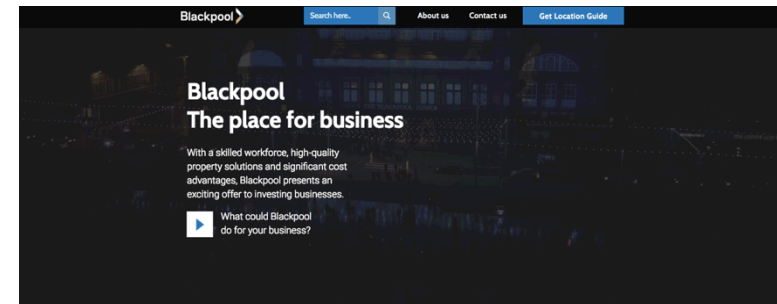 Blackpool
Search here..
About us
Contact us
Get Location Guide
Blackpool
The place for business
With a skilled workforce, high-quality
property solutions and significant cost
advantages, Blackpool presents an
exciting offer to investing businesses.
What could Blackpool
do for your business?